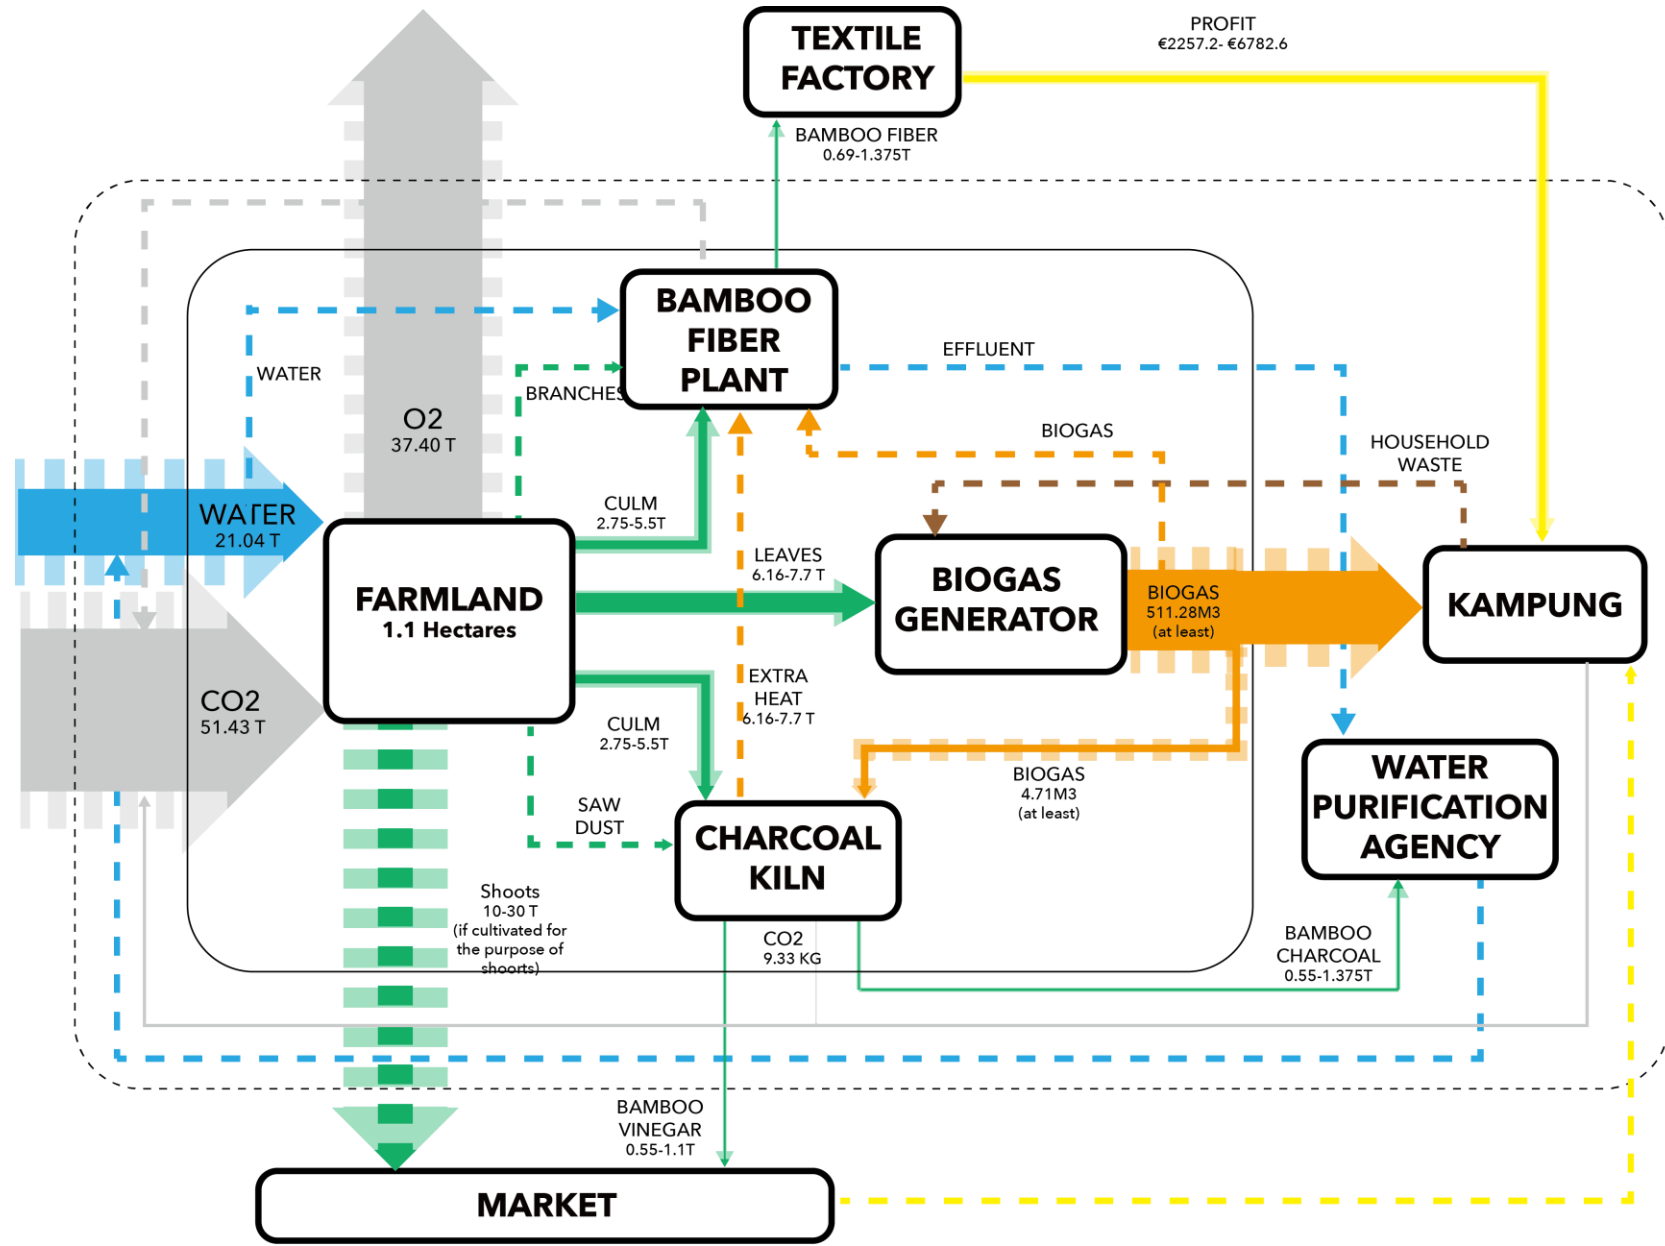 TEXTILE
FACTORY
PROFIT
€2257.2- €6782.6
BAMBOO FIBER
0.69-1.375T
BAMBOO
FIBER
PLANT
WATER
BRANCHES
EFFLUENT
O2
37.40 T
BIOGAS
HOUSEHOLD
WASTE
WATER
21.04 T
CULM
2.75-5.5T
LEAVES
6.16-7.7 T
FARMLAND
1.1 Hectares
BIOGAS
GENERATOR
BIOGAS
511.28M3
(at least)
KAMPUNG
CO2
51.43 T
EXTRA
HEAT
6.16-7.7 T
CULM
2.75-5.5T
BIOGAS
4.71M3
(at least)
WATER
PURIFICATION
AGENCY
SAW
DUST
CHARCOAL
KILN
Shoots
10-30 T
(if cultivated for
the purpose of
shoorts)
CO2
9.33 KG
BAMBOO
CHARCOAL
0.55-1.375T
BAMBOO
VINEGAR
0.55-1.1T
MARKET